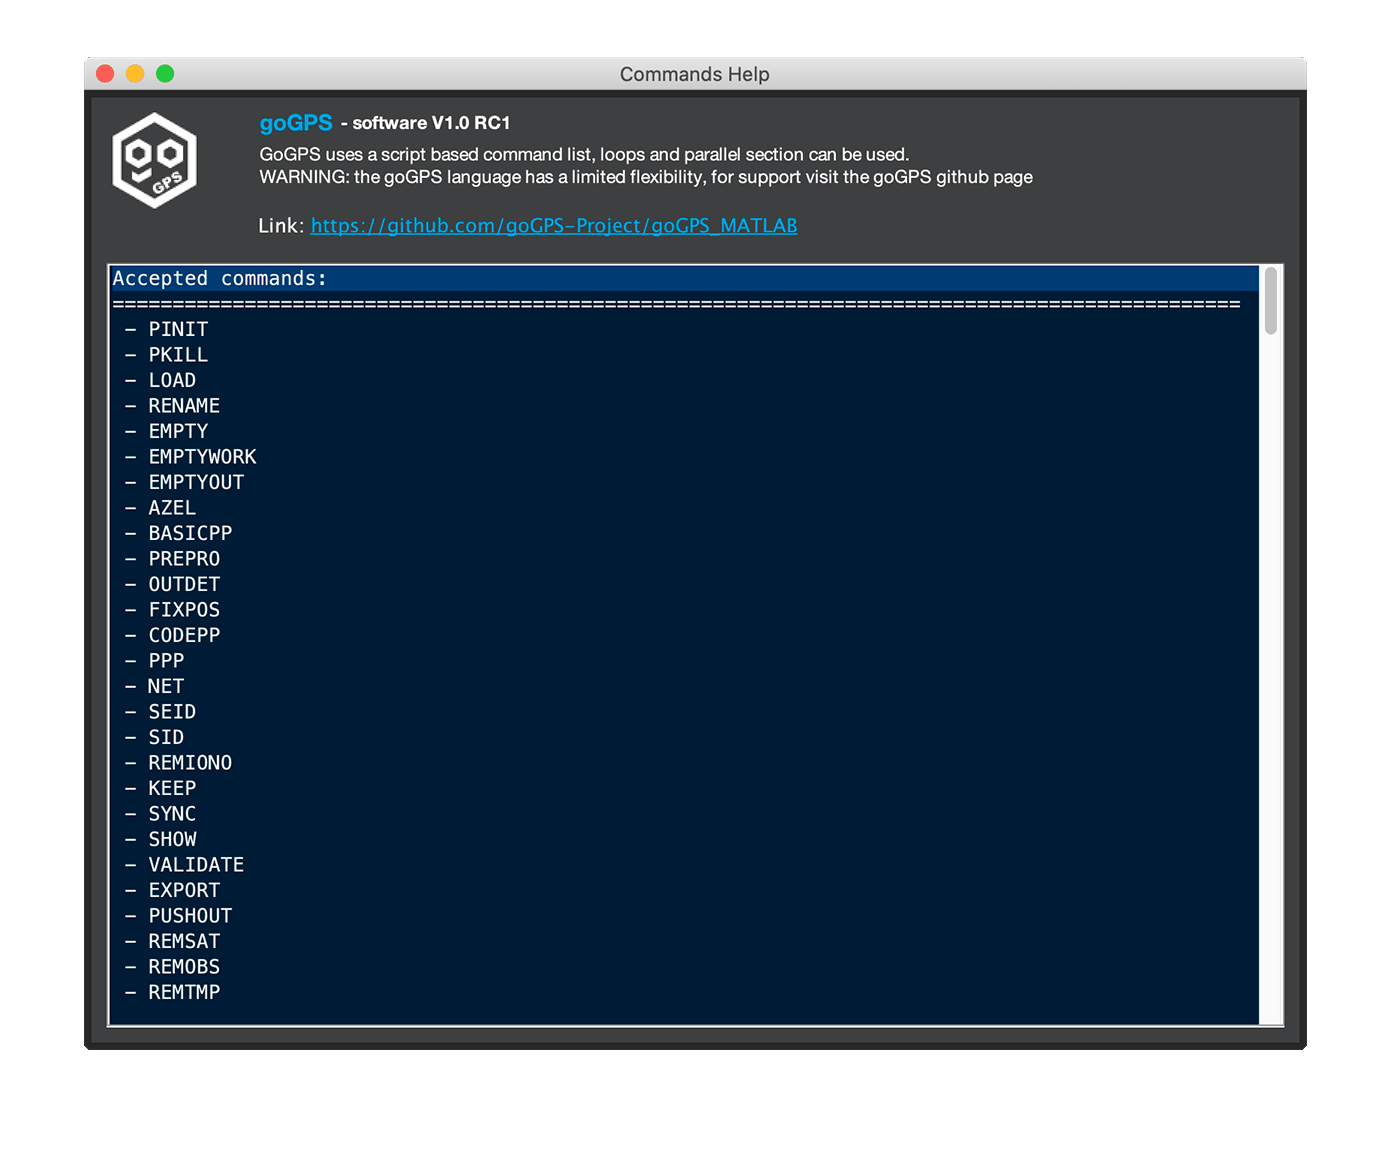 Commands Help
go
GPS
goGPS - software V1.0 RC1
GoGPS uses a script based command list, loops and parallel section can be used.
WARNING: the goGPS language has a limited flexibility, for support visit the goGPS github page
Link: https://github.com/goGPS-Project/goGPS_MATLAB
Accepted commands:
==============================================================================================
- PINIT
- PKILL
- LOAD
- RENAME
- EMPTY
- EMPTYWORK
- EMPTYOUT
- AZEL
- BASICPP
- PREPRO
- OUTDET
- FIXPOS
- CODEPP
- PPP
- NET
- SEID
- SID
- REMIONO
- KEEP
- SYNC
- SHOW
- VALIDATE
- EXPORT
- PUSHOUT
- REMSAT
- REMOBS
- REMTMP